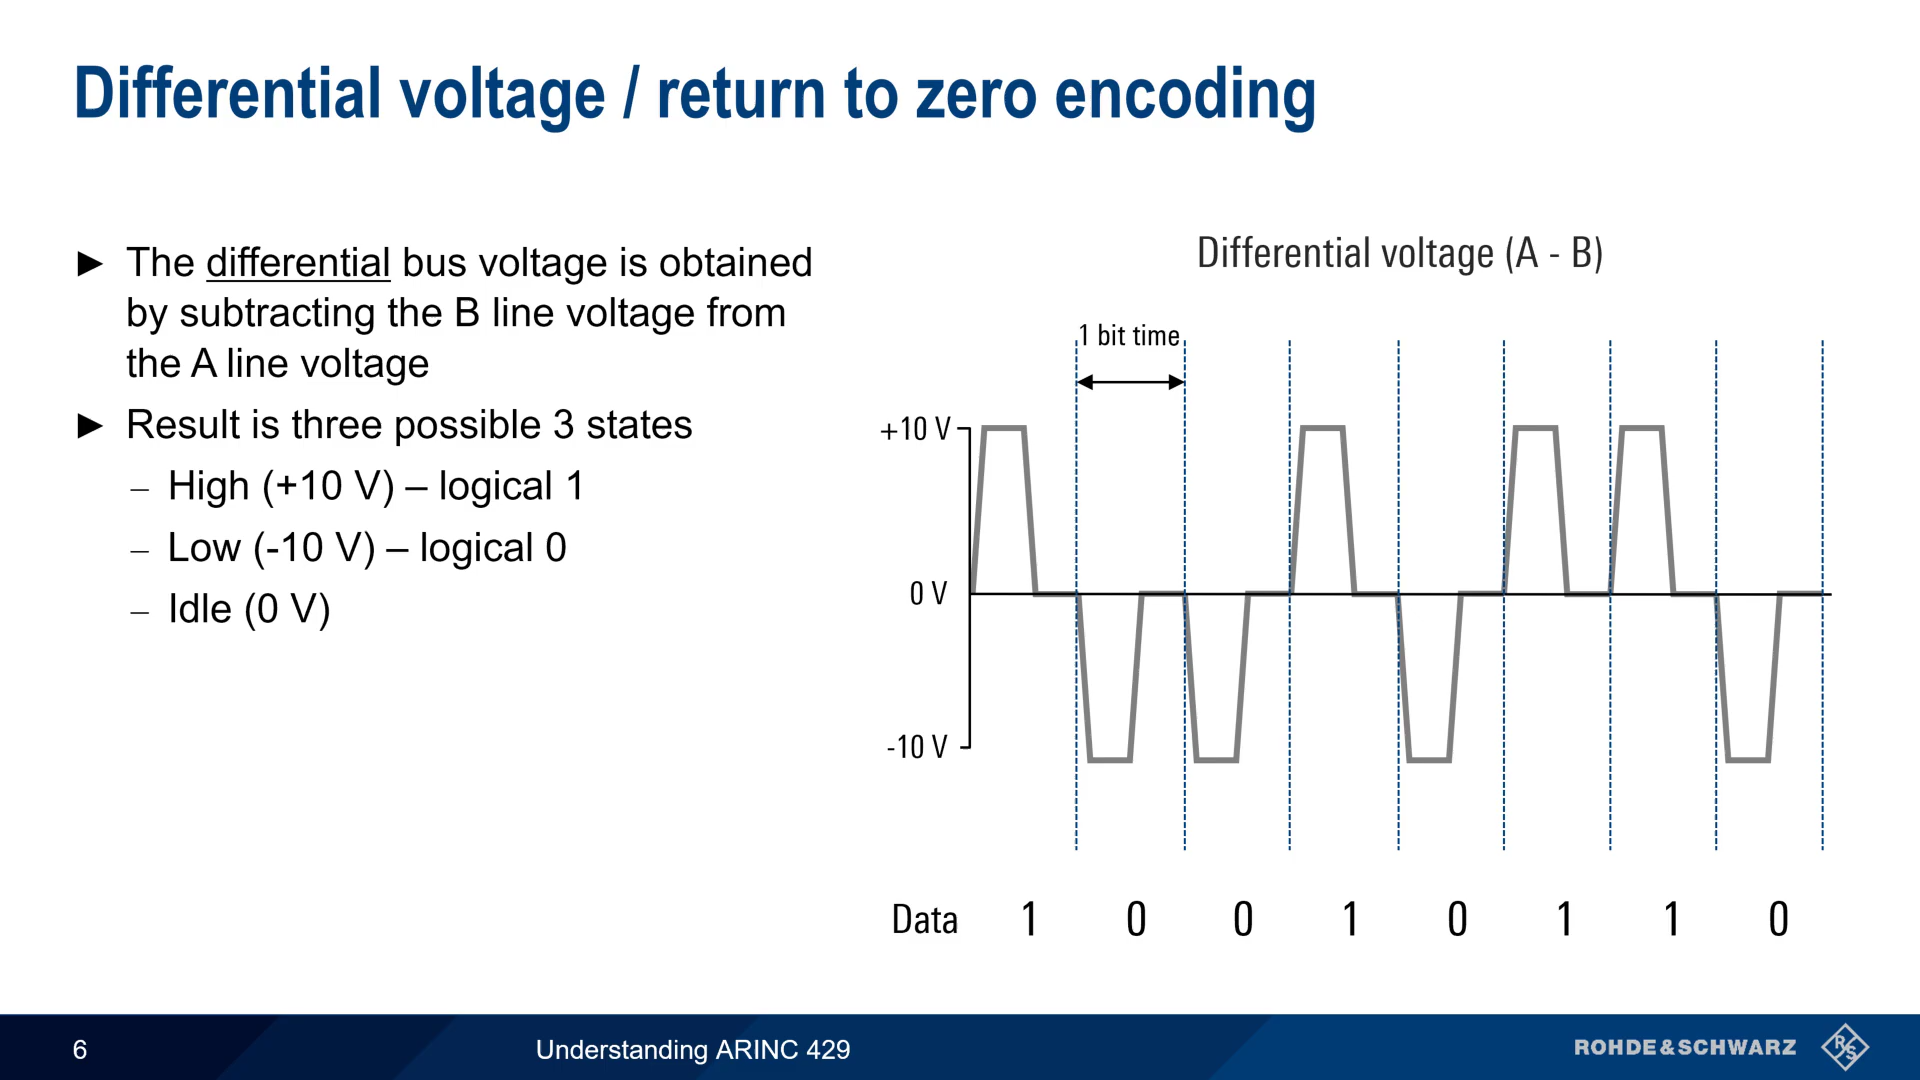 Differential voltage / return to zero encoding
► The differential bus voltage is obtained
by subtracting the B line voltage from
the A line voltage
► Result is three possible 3 states
– High (+10 V) – logical 1
– Low (-10 V) – logical 0
– Idle (0 V)
Differential voltage (A - B)
1 bit time
+10 V
0 V
-10 V
Data 1 0 0 1 0 1 1 0
6
Understanding ARINC 429
ROHDE&SCHWARZ
R&S